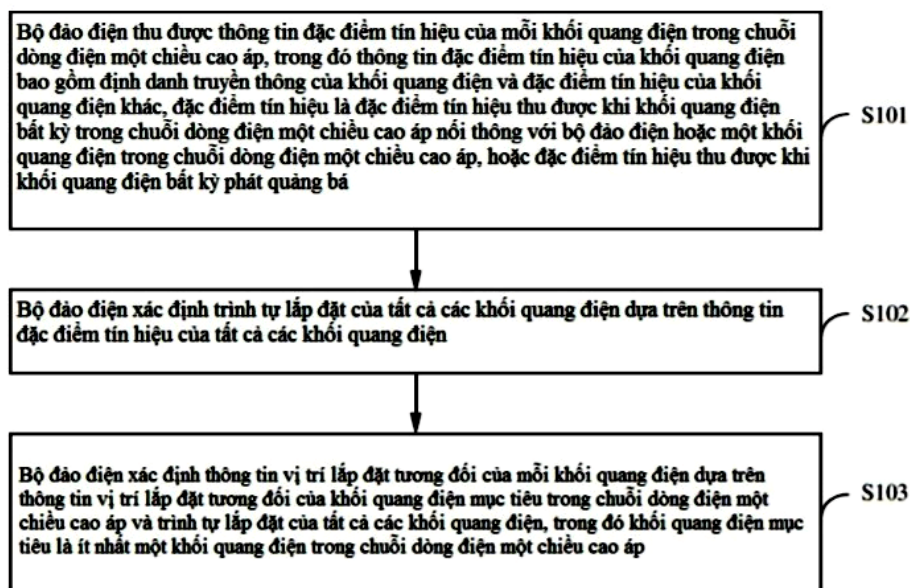 Bộ đảo điện thu được thông tin đặc điểm tín hiệu của mỗi khối quang điện trong chuỗi
dòng điện một chiều cao áp, trong đó thông tin đặc điểm tín hiệu của khối quang điện
bao gồm định danh truyền thông của khối quang điện và đặc điểm tín hiệu của khối
quang điện khác, đặc điểm tín hiệu là đặc điểm tín hiệu thu được khi khối quang điện
bất kỳ trong chuỗi dòng điện một chiều cao áp nối thông với bộ đảo điện hoặc một khối
quang điện trong chuỗi dòng điện một chiều cao áp, hoặc đặc điểm tín hiệu thu được khi
khối quang điện bất kỳ phát quảng bá
S101
Bộ đảo điện xác định trình tự lắp đặt của tất cả các khối quang điện dựa trên thông tin
đặc điểm tín hiệu của tất cả các khối quang điện
S102
Bộ đảo điện xác định thông tin vị trí lắp đặt tương đối của mỗi khối quang điện dựa trên
thông tin vị trí lắp đặt tương đối của khối quang điện mục tiêu trong chuỗi dòng điện một
chiều cao áp và trình tự lắp đặt của tất cả các khối quang điện, trong đó khối quang điện mục
tiêu là ít nhất một khối quang điện trong chuỗi dòng điện một chiều cao áp
S103